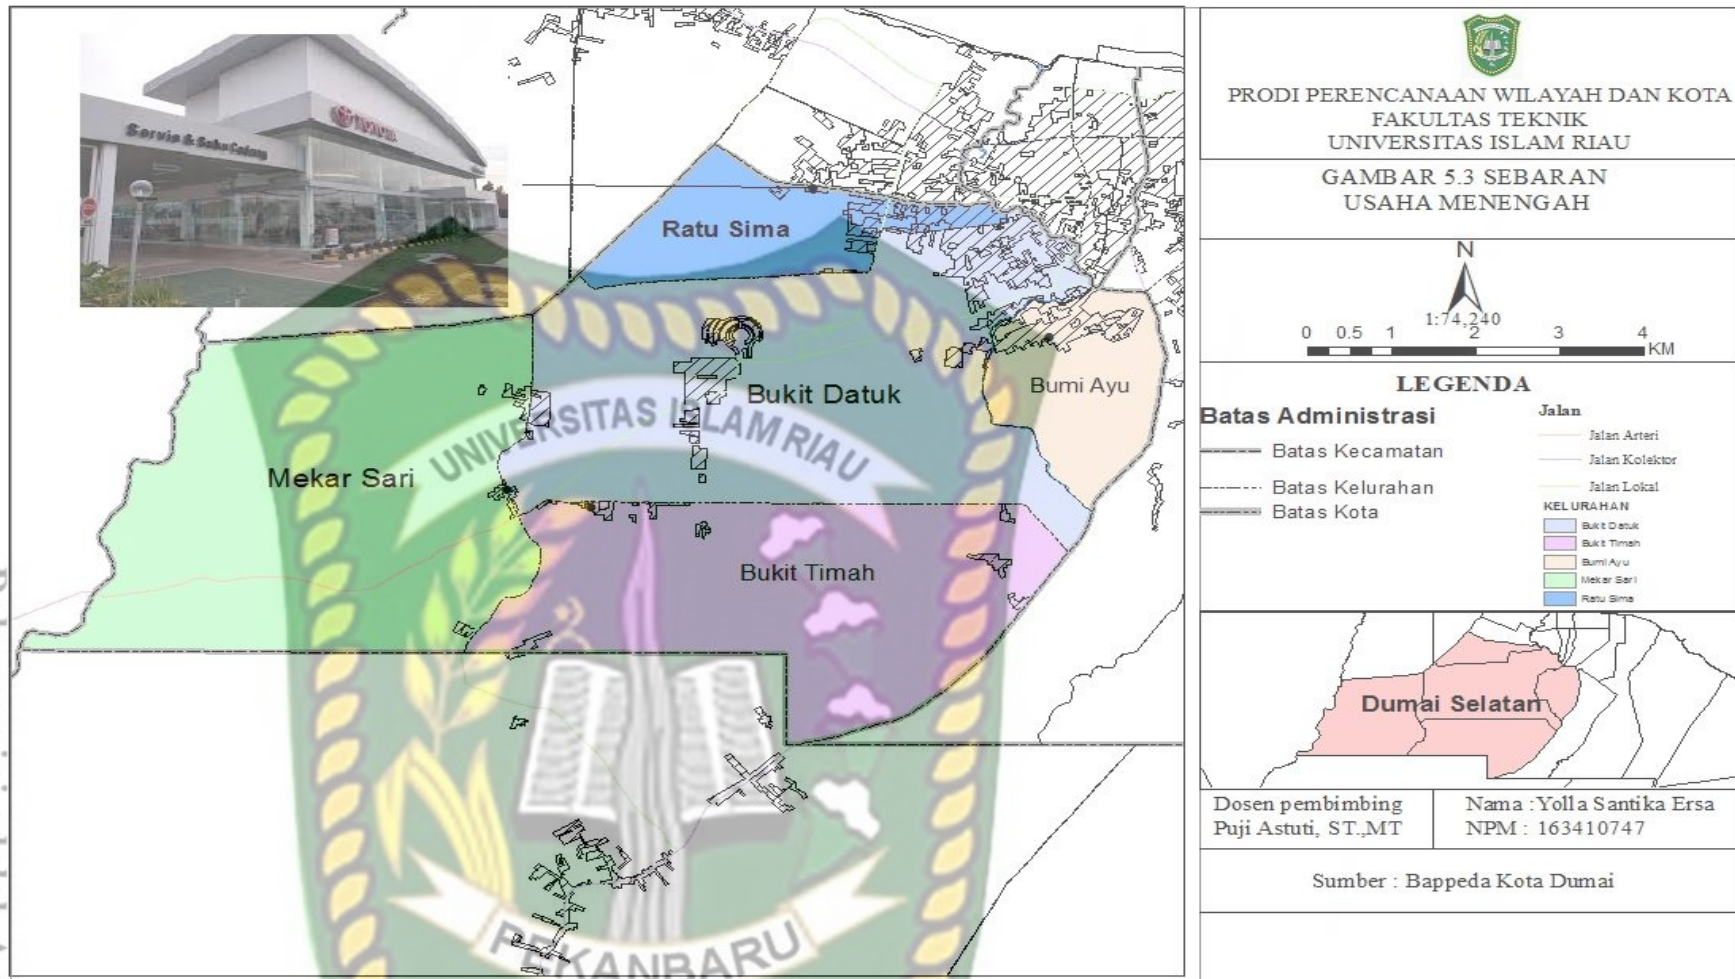 Servis & Suku Cadang
TOYOTA
Ratu Sima
Bukit Datuk
Bumi Ayu
Mekar Sari
Bukit Timah
UNIVERSITAS ISLAM RIAU
PEKANBARU
PRODI PERENCANAAN WILAYAH DAN KOTA
FAKULTAS TEKNIK
UNIVERSITAS ISLAM RIAU
GAMBAR 5.3 SEBARAN
USAHA MENENGAH
N
1:74,240
0 0.5 1 2 3 4
KM
LEGENDA
Batas Administrasi
Batas Kecamatan
Batas Kelurahan
Batas Kota
Jalan
Jalan Arteri
Jalan Kolektor
Jalan Lokal
KELURAHAN
Bukit Datuk
Bukit Timah
Bumi Ayu
Mekar Sari
Ratu Sima
Dumai Selatan
Dosen pembimbing
Puji Astuti, ST.,MT
Nama :Yolla Santika Ersa
NPM : 163410747
Sumber : Bappeda Kota Dumai